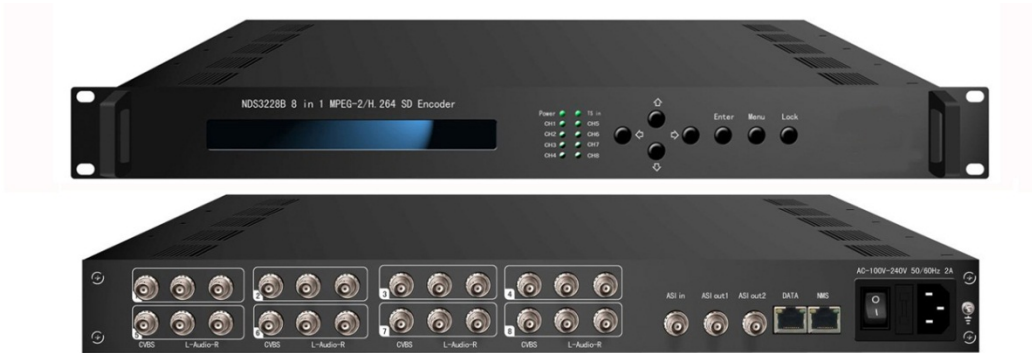 NDS3228B 8 in 1 MPEG-2/H.264 SD Encoder
Power TS in
CH1 CH5
CH2 CH6
CH3 CH7
CH4 CH8
Enter Menu Lock
AC-100V-240V 50/60Hz 2A
2 3 4
ASI in ASI out1 ASI out2 DATA NMS
5 6 7 8
CVBS L-Audio-R CVBS L-Audio-R CVBS L-Audio-R CVBS L-Audio-R